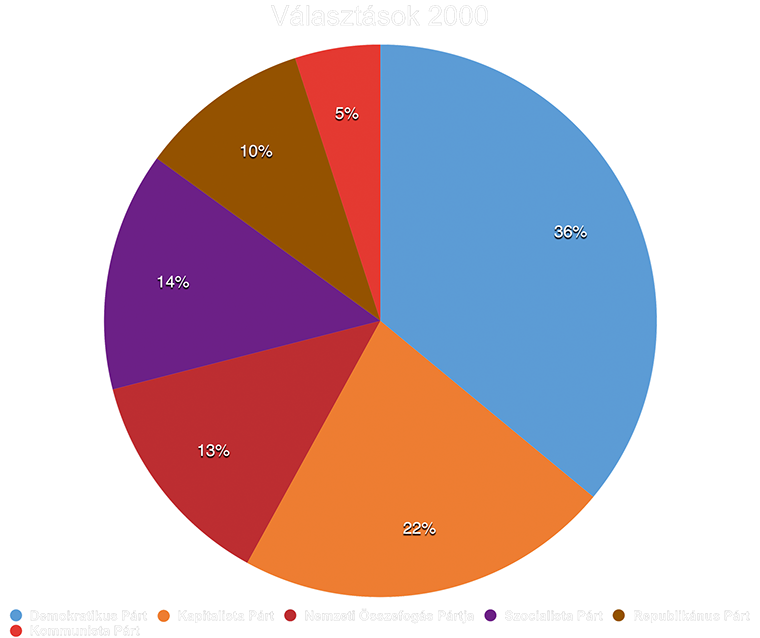 Választások 2000
5%
10%
36%
14%
13%
22%
Demokratikus Párt Kapitalista Párt Nemzeti Összefogás Pártja Szocialista Párt Republikánus Párt
Kommunista Párt